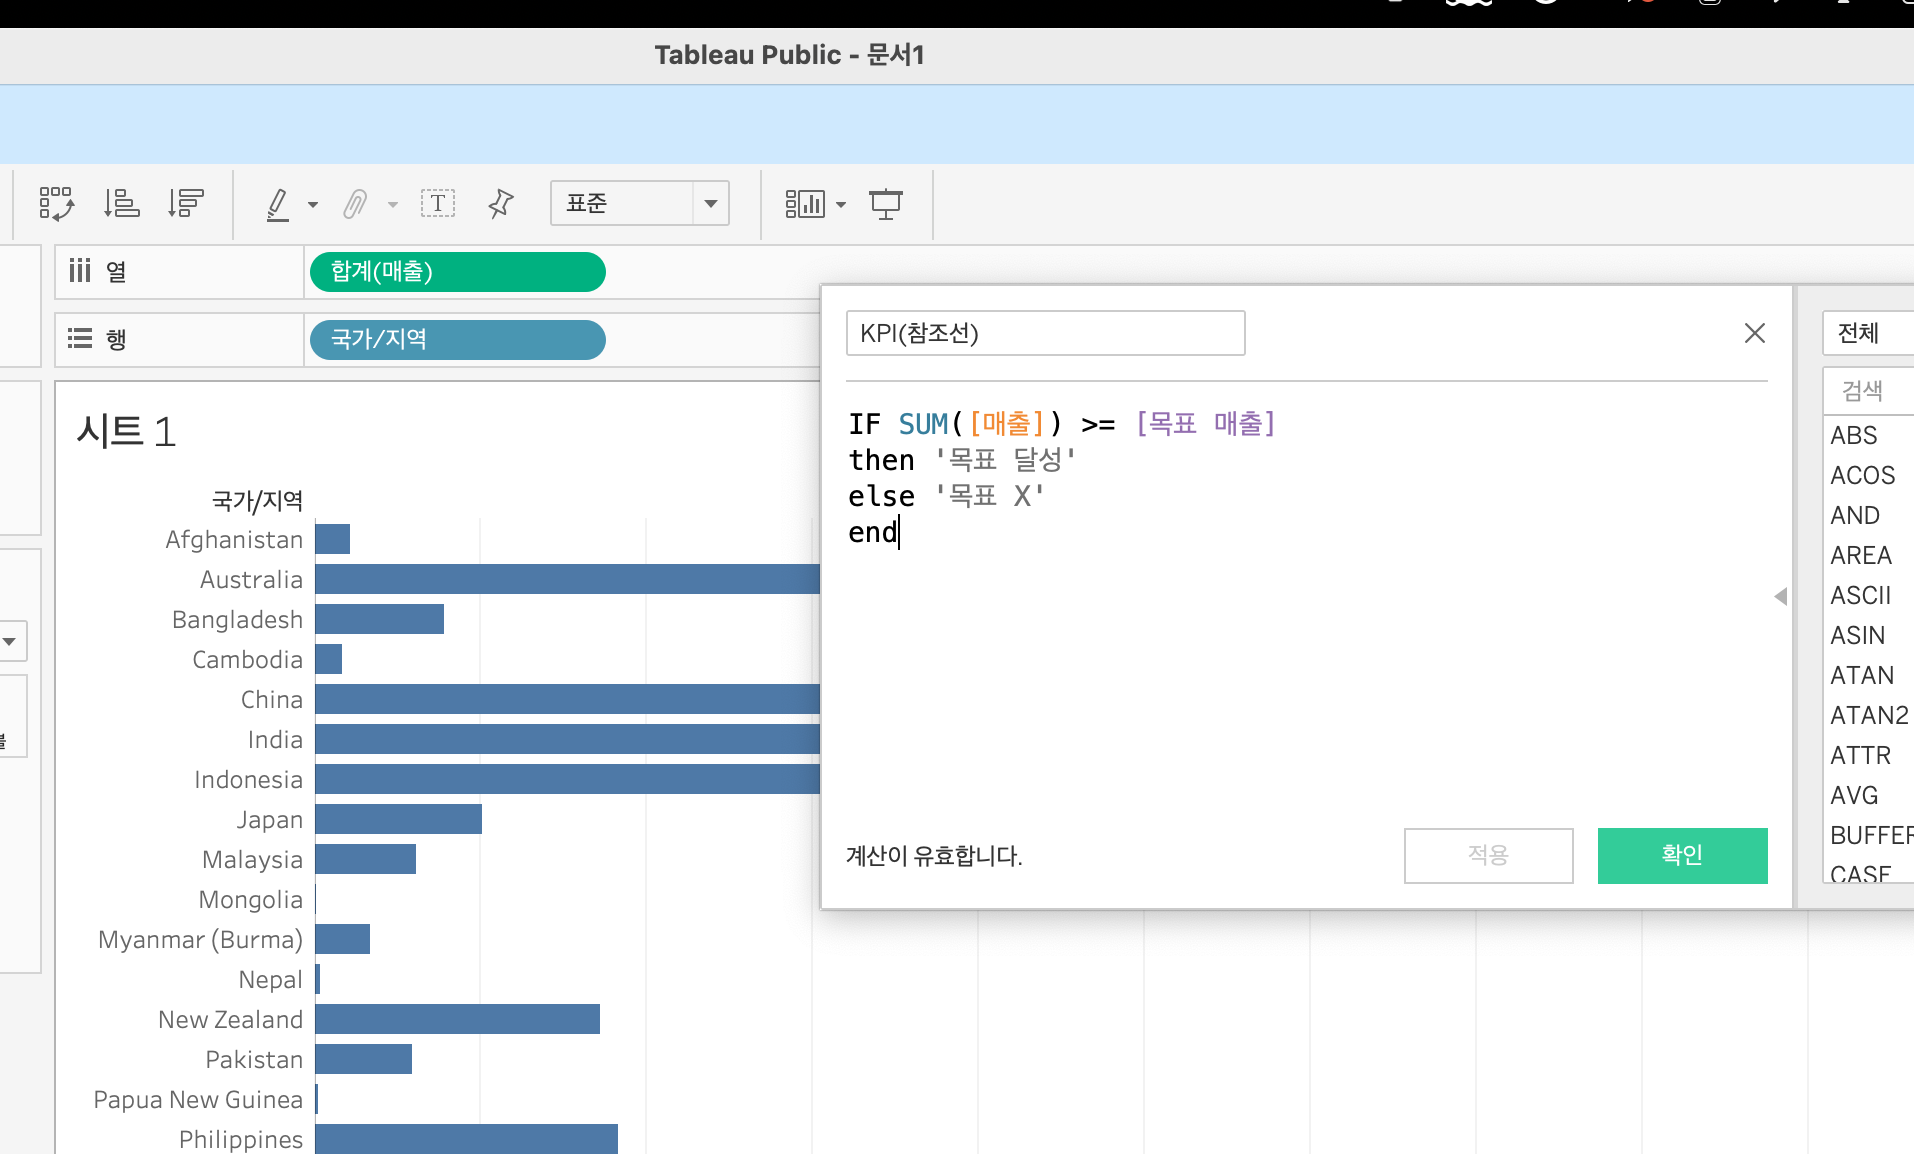 Tableau Public - 문서1
T
표준
열
합계(매출)
행
국가/지역
KPI(참조선)
전체
검색
시트 1
IF SUM([매출]) >= [목표 매출]
then '목표 달성'
else '목표 X'
end
국가/지역
Afghanistan
Australia
Bangladesh
Cambodia
China
India
Indonesia
Japan
Malaysia
Mongolia
Myanmar (Burma)
Nepal
New Zealand
Pakistan
Papua New Guinea
Philippines
ABS
ACOS
AND
AREA
ASCII
ASIN
ATAN
ATAN2
ATTR
AVG
BUFFER
CASE
계산이 유효합니다.
적용
확인